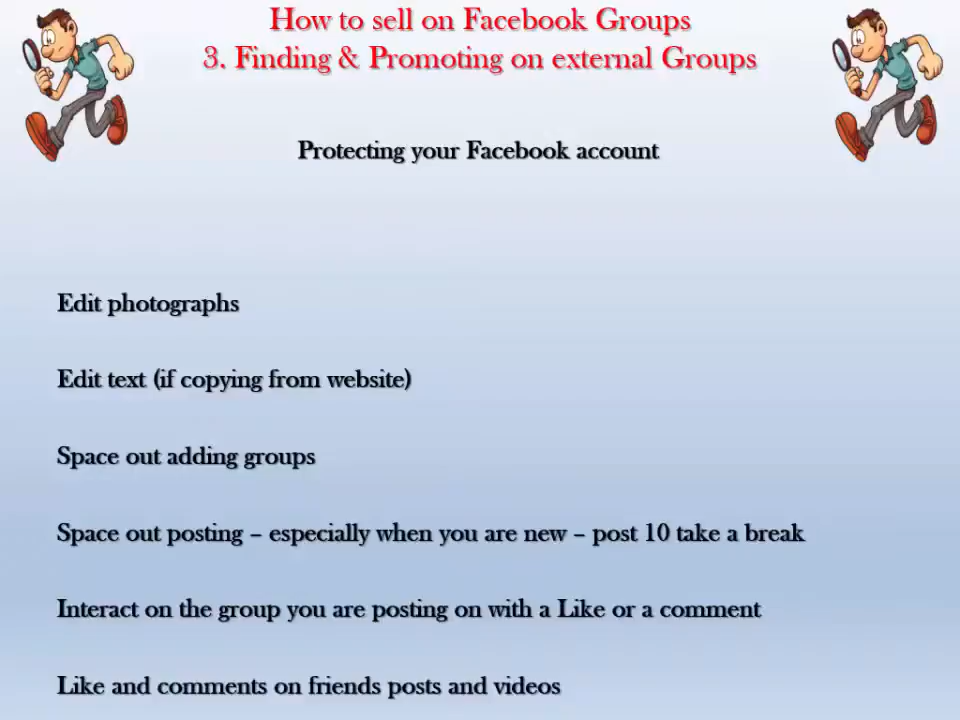 How to sell on Facebook Groups
3. Finding & Promoting on external Groups
Protecting your Facebook account
Edit photographs
Edit text (if copying from website)
Space out adding groups
Space out posting – especially when you are new – post 10 take a break
Interact on the group you are posting on with a Like or a comment
Like and comments on friends posts and videos